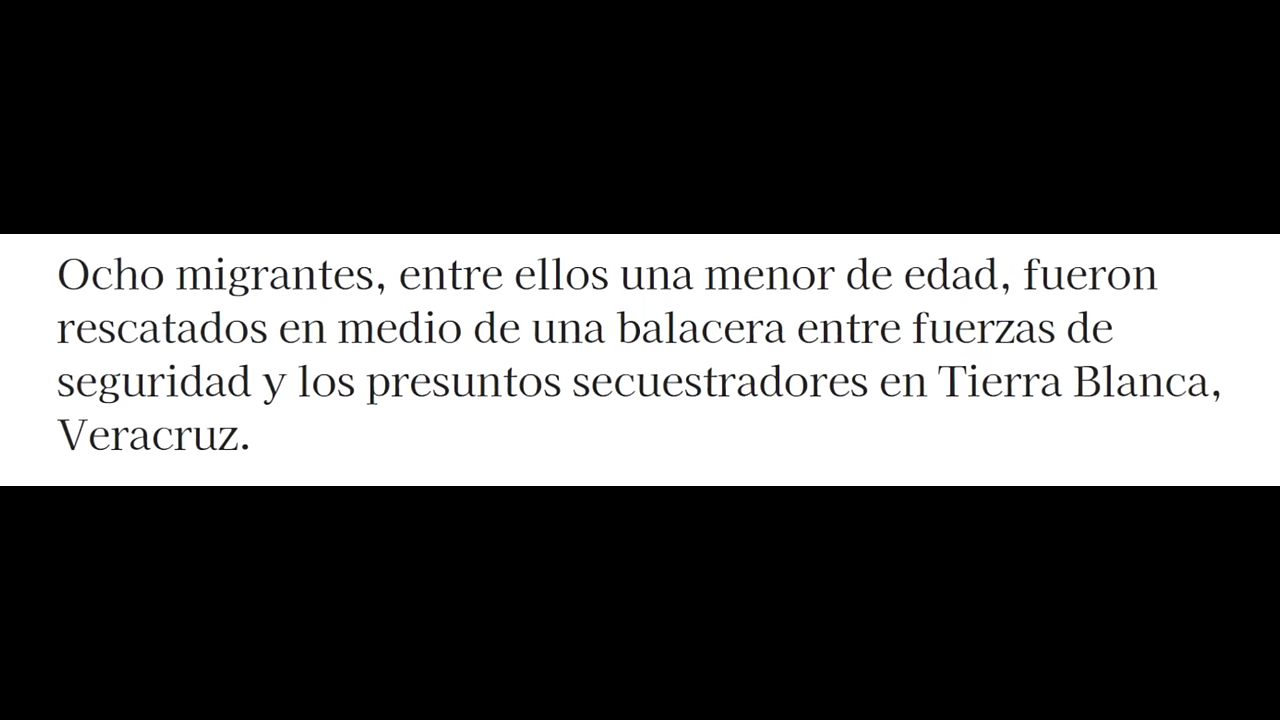 Ocho migrantes, entre ellos una menor de edad, fueron
rescatados en medio de una balacera entre fuerzas de
seguridad y los presuntos secuestradores en Tierra Blanca,
Veracruz.